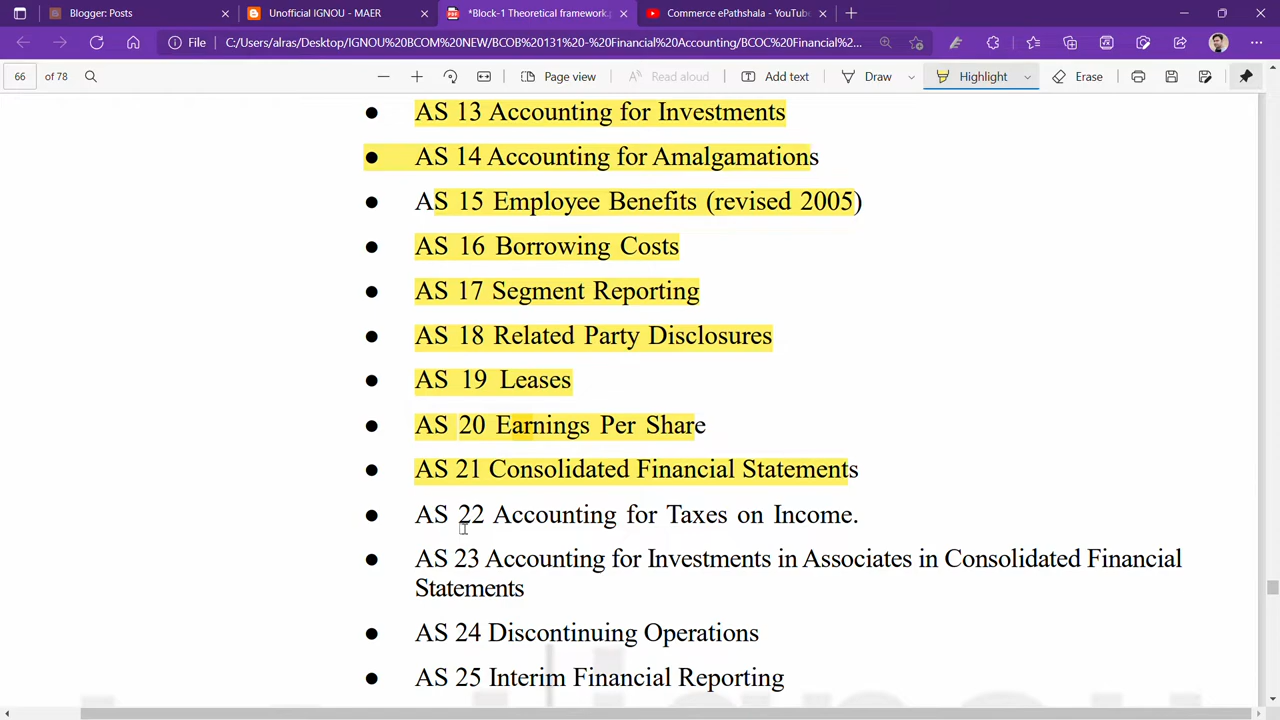 Blogger: Posts
Unofficial IGNOU - MAER
*Block-1 Theoretical framework.
Commerce ePathshala - YouTub
File
C:/Users/alras/Desktop/IGNOU%20BCOM%20NEW/BCOB%20131%20-%20Financial%20Accounting/BCOC%20Financial%2...
66 of 78
Page view
Read aloud
Add text
Draw
Highlight
Erase
● AS 13 Accounting for Investments
● AS 14 Accounting for Amalgamations
● AS 15 Employee Benefits (revised 2005)
● AS 16 Borrowing Costs
● AS 17 Segment Reporting
● AS 18 Related Party Disclosures
● AS 19 Leases
● AS 20 Earnings Per Share
● AS 21 Consolidated Financial Statements
● AS 22 Accounting for Taxes on Income.
● AS 23 Accounting for Investments in Associates in Consolidated Financial
Statements
● AS 24 Discontinuing Operations
● AS 25 Interim Financial Reporting